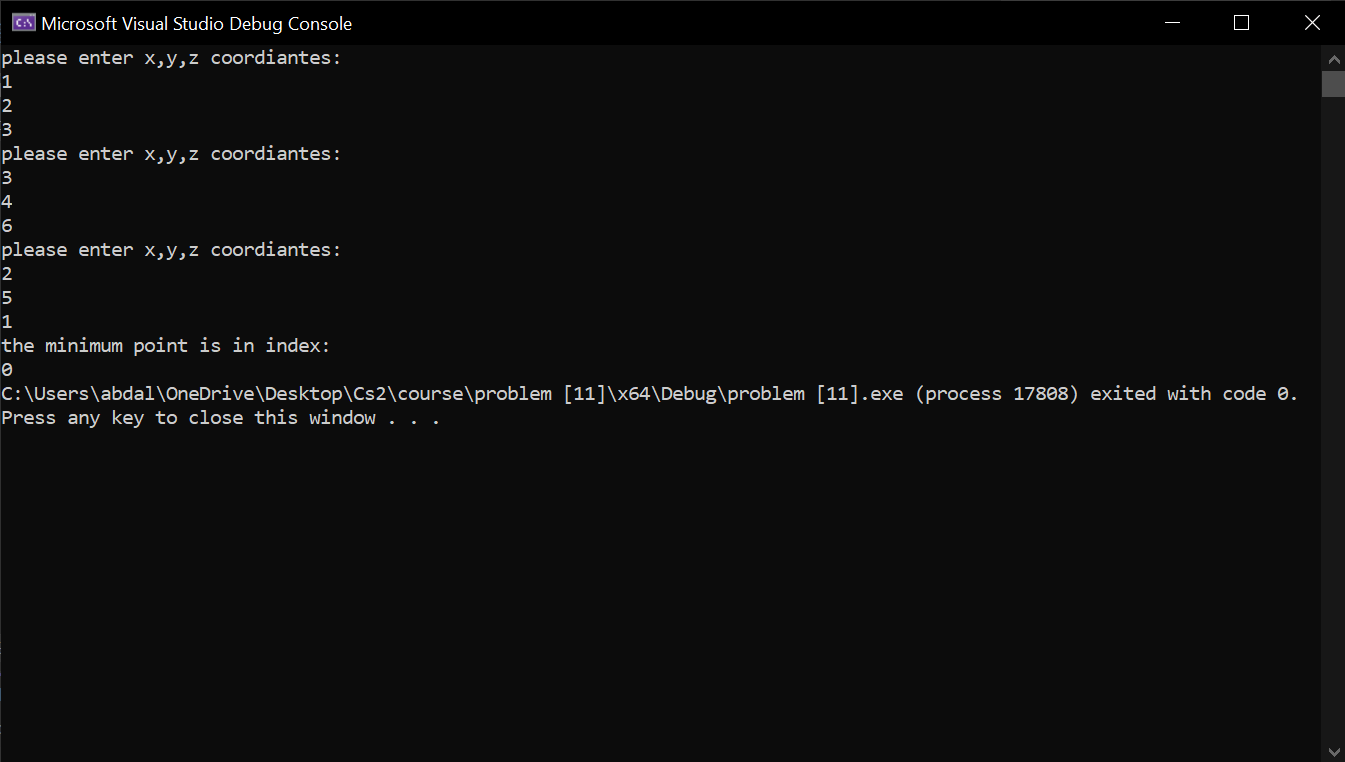 Microsoft Visual Studio Debug Console
please enter x,y,z coordiantes:
1
2
3
please enter x,y,z coordiantes:
3
4
6
please enter x,y,z coordiantes:
2
5
1
the minimum point is in index:
0
C:\Users\abdal\OneDrive\Desktop\Cs2\course\problem [11]\x64\Debug\problem [11].exe (process 17808) exited with code 0.
Press any key to close this window . . .